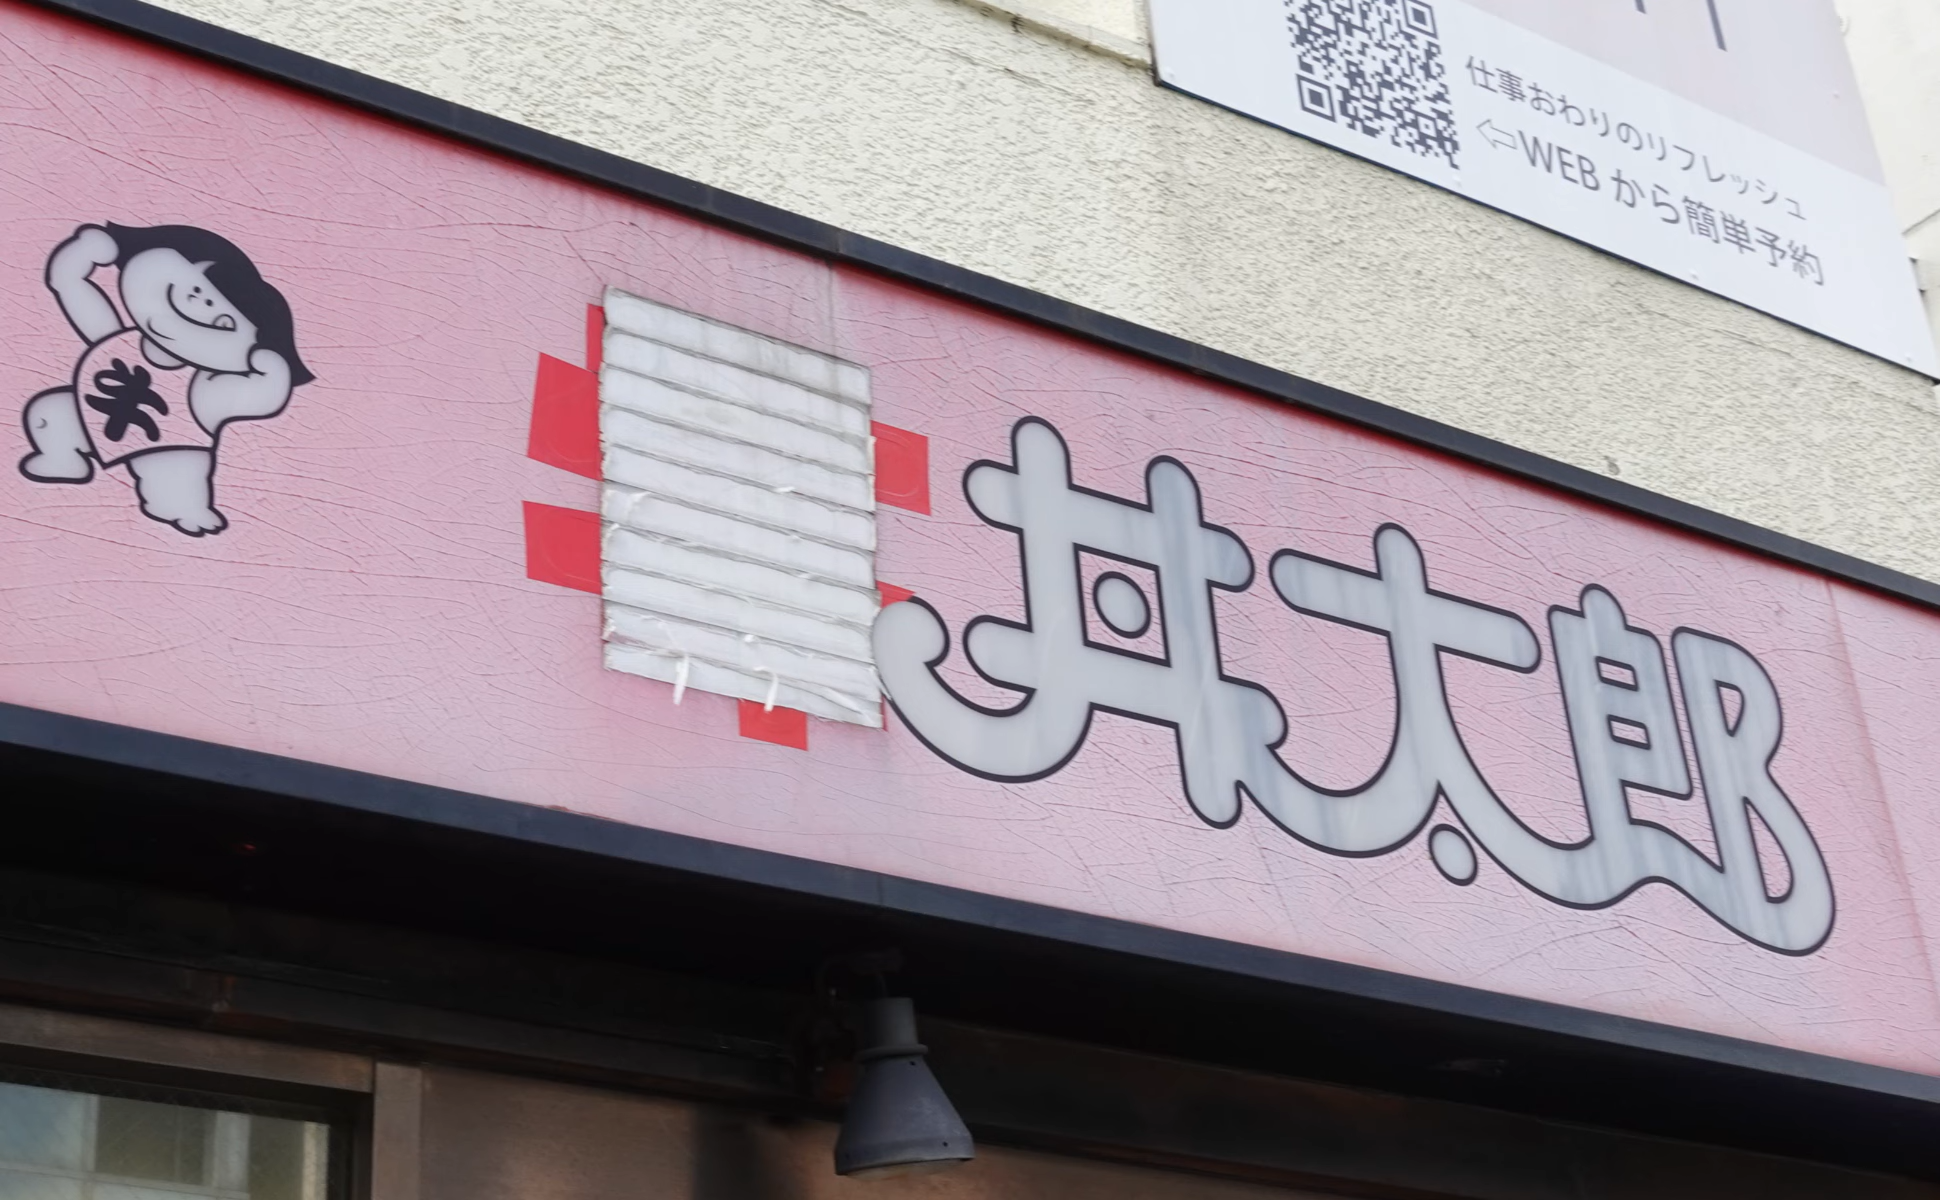 仕事おわりのリフレッシュ
⇦WEBから簡単予約
米
丼太郎